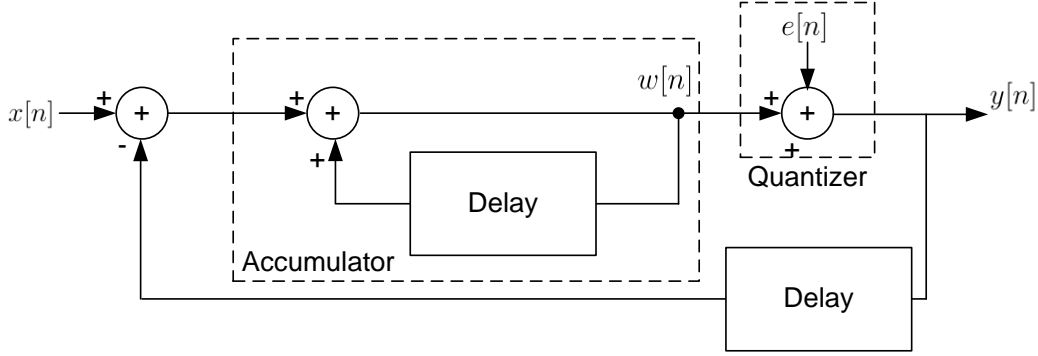 e[n]
w[n]
x[n]
+
+
+
+
+
+
+
y[n]
-
+
+
Quantizer
Delay
Accumulator
Delay